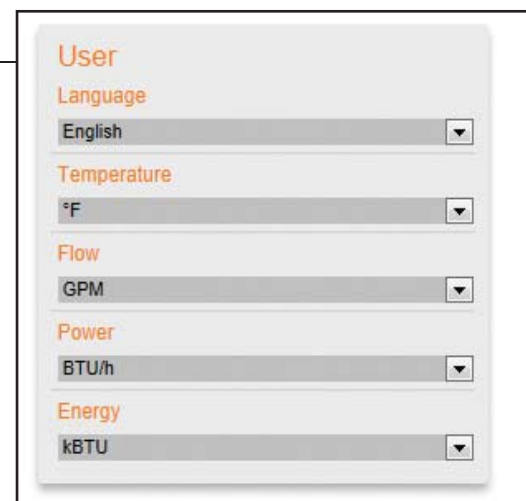 User
Language
English
Temperature
°F
Flow
GPM
Power
BTU/h
Energy
kBTU